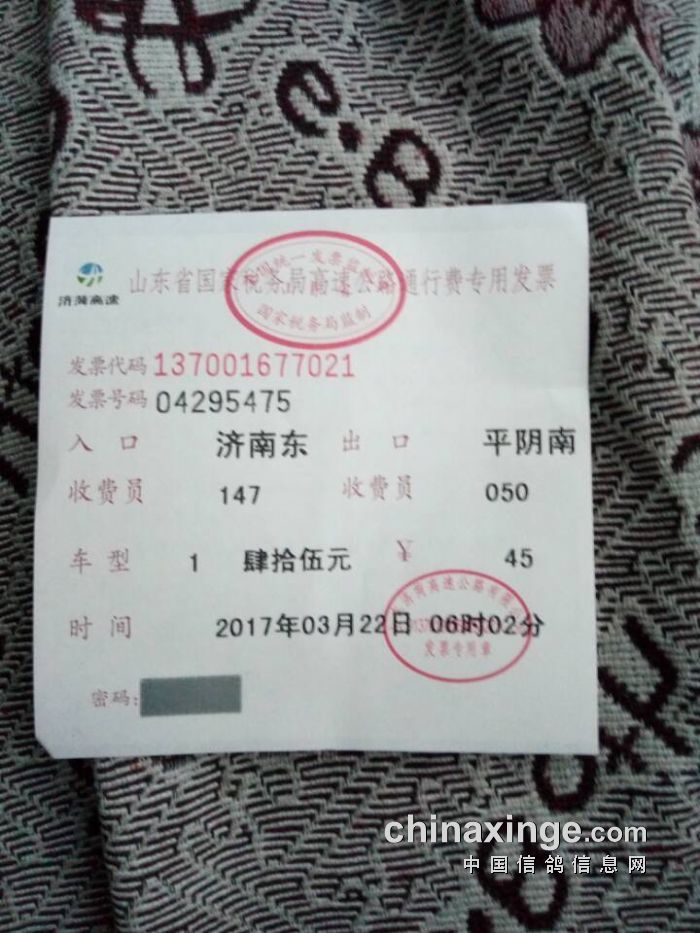 济菏高速
山东省国家税务局高速公路通行费专用发票
国家税务局监制
发票代码 137001677021
发票号码 04295475
入口 济南东 出口 平阴南
收费员 147 收费员 050
车型 1 肆拾伍元 ¥ 45
时间 2017年03月22日 06时02分
发票专用章
密码:
chinaxinge.com
中国信鸽信息网